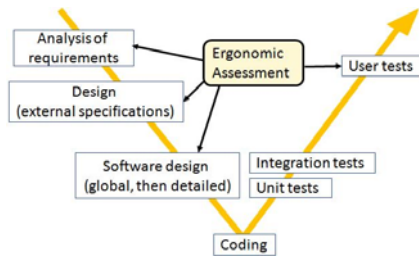 Analysis of
requirements
Ergonomic
Assessment
User tests
Design
(external specifications)
Software design
(global, then detailed)
Integration tests
Unit tests
Coding